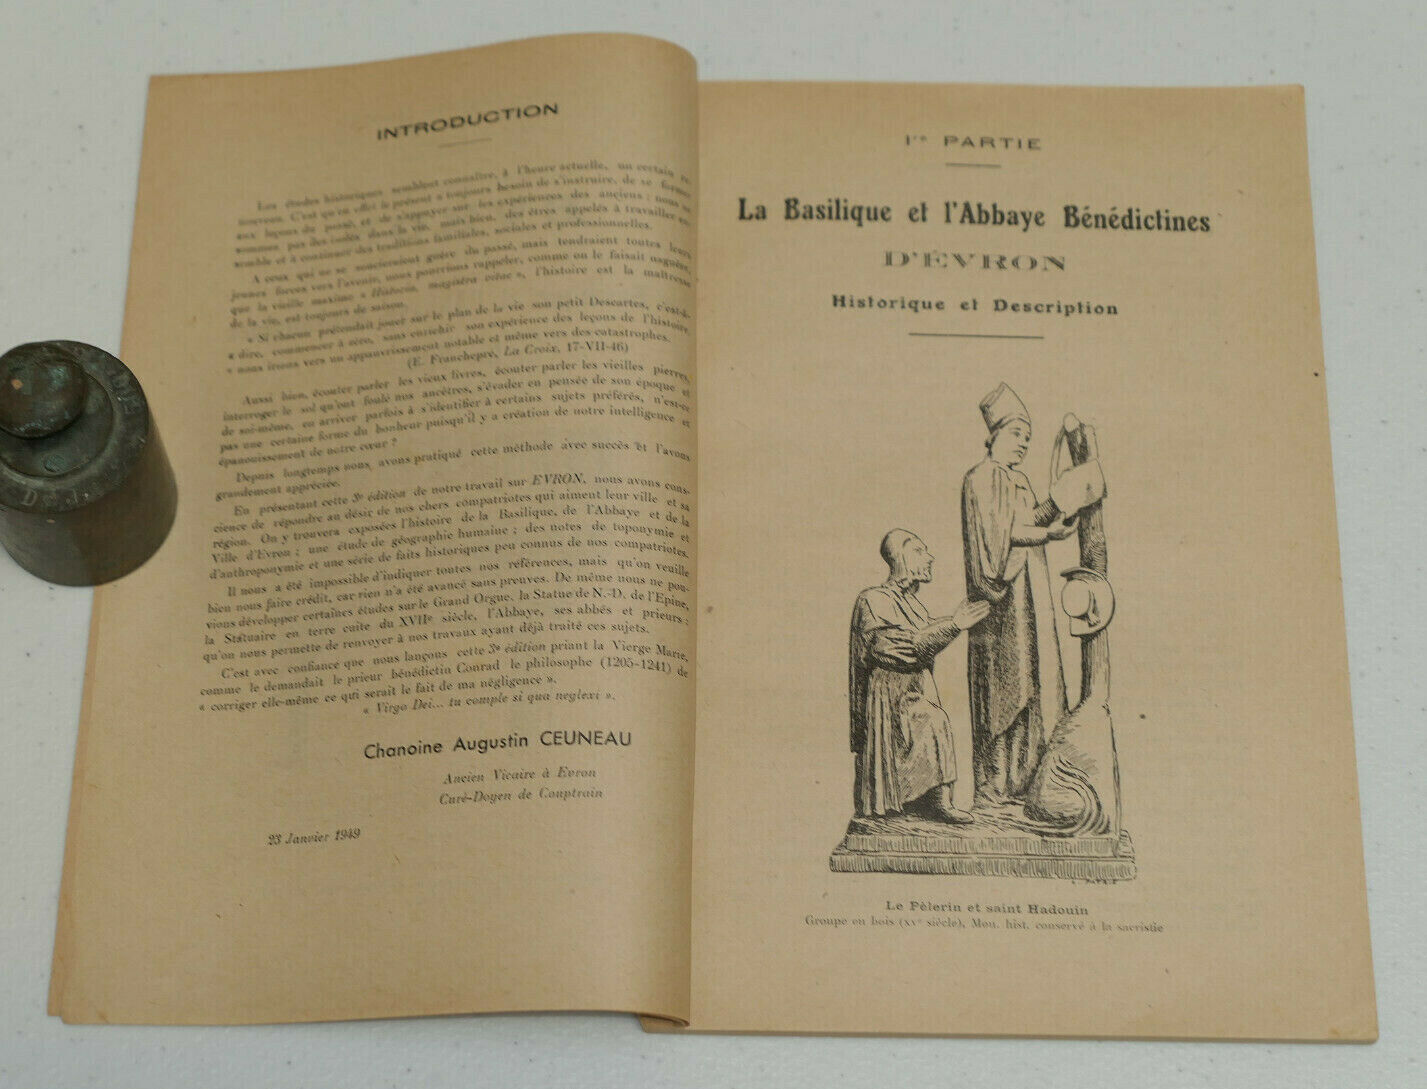 INTRODUCTION
Les études historiques semblent connaître, à l'heure actuelle, un certain re-
nouveau. C'est qu'en effet le présent a toujours besoin de s'instruire, de se former
aux leçons du passé, et de s'appuyer sur les expériences des anciens : nous ne
sommes pas des isolés dans la vie, mais bien, des êtres appelés à travailler en-
semble et à continuer des traditions familiales, sociales et professionnelles.
A ceux qui ne se soucieraient guère du passé, mais tendraient toutes leurs
jeunes forces vers l'avenir, nous pourrions rappeler, comme on le faisait naguère,
que la vieille maxime « Historia, magistra vitae », l'histoire est la maîtresse
de la vie, est toujours de saison.
« Si chacun prétendait jouer sur le plan de la vie son petit Descartes, c'est-à-
« dire, commencer à zéro, sans enrichir son expérience des leçons de l'histoire,
« nous irions vers un appauvrissement notable et même vers des catastrophes.
(E. Franchepré, La Croix, 17-VII-46)
Aussi bien, écouter parler les vieux livres, écouter parler les vieilles pierres,
interroger le sol qu'ont foulé nos ancêtres, s'évader en pensée de son époque et
de soi-même, en arriver parfois à s'identifier à certains sujets préférés, n'est-ce
pas une certaine forme du bonheur puisqu'il y a création de notre intelligence et
épanouissement de notre cœur ?
Depuis longtemps nous avons pratiqué cette méthode avec succès et l'avons
grandement appréciée.
En présentant cette 3e édition de notre travail sur EVRON, nous avons cons-
cience de répondre au désir de nos chers compatriotes qui aiment leur ville et sa
région. On y trouvera exposées l'histoire de la Basilique, de l'Abbaye et de la
Ville d'Evron ; une étude de géographie humaine ; des notes de toponymie et
d'anthroponymie et une série de faits historiques peu connus de nos compatriotes.
Il nous a été impossible d'indiquer toutes nos références, mais qu'on veuille
bien nous faire crédit, car rien n'a été avancé sans preuves. De même nous ne pou-
vions développer certaines études sur le Grand Orgue, la Statue de N.-D. de l'Epine,
la Statuaire en terre cuite du XVIIe siècle, l'Abbaye, ses abbés et prieurs ;
qu'on nous permette de renvoyer à nos travaux ayant déjà traité ces sujets.
C'est avec confiance que nous lançons cette 3e édition priant la Vierge Marie,
comme le demandait le prieur bénédictin Conrad le philosophe (1205-1241) de
« corriger elle-même ce qui serait le fait de ma négligence ».
« Virgo Dei... tu comple si qua neglexi ».
Chanoine Augustin CEUNEAU
Ancien Vicaire à Evron
Curé-Doyen de Couptrain
23 Janvier 1949
Ire PARTIE
La Basilique et l'Abbaye Bénédictines
D'ÉVRON
Historique et Description
Le Pèlerin et saint Hadouin
Groupe en bois (XVe siècle), Mon. hist. conservé à la sacristie